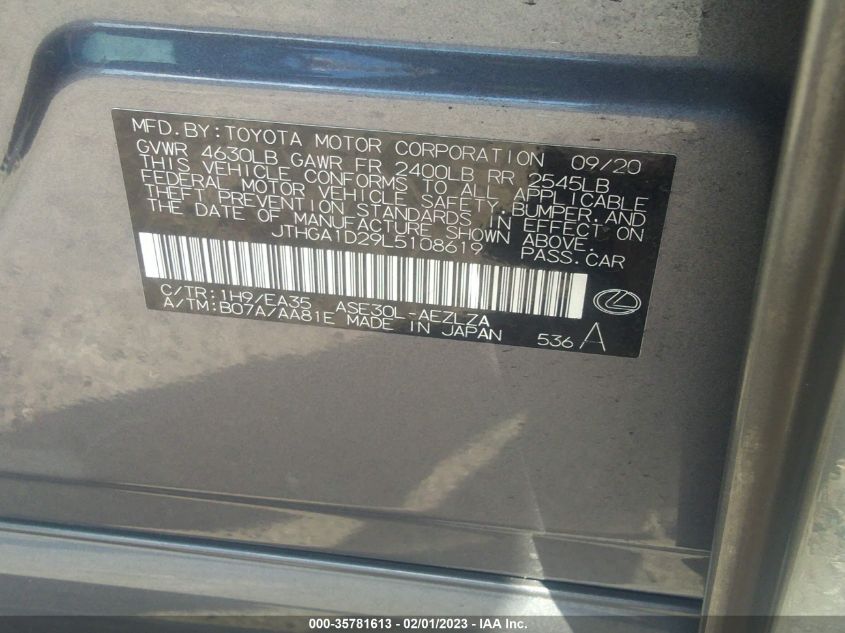 MFD. BY: TOYOTA MOTOR CORPORATION 09/20
GVWR 4630LB GAWR FR 2400LB RR 2545LB
THIS VEHICLE CONFORMS TO ALL APPLICABLE
FEDERAL MOTOR VEHICLE SAFETY, BUMPER, AND
THEFT PREVENTION STANDARDS IN EFFECT ON
THE DATE OF MANUFACTURE SHOWN ABOVE.
JTHGA1D29L5108619 PASS. CAR
C/TR: 1H9/EA35 ASE30L-AEZLZA
A/TM: B07A/AA81E MADE IN JAPAN 536 A
000-35781613 - 02/01/2023 - IAA Inc.